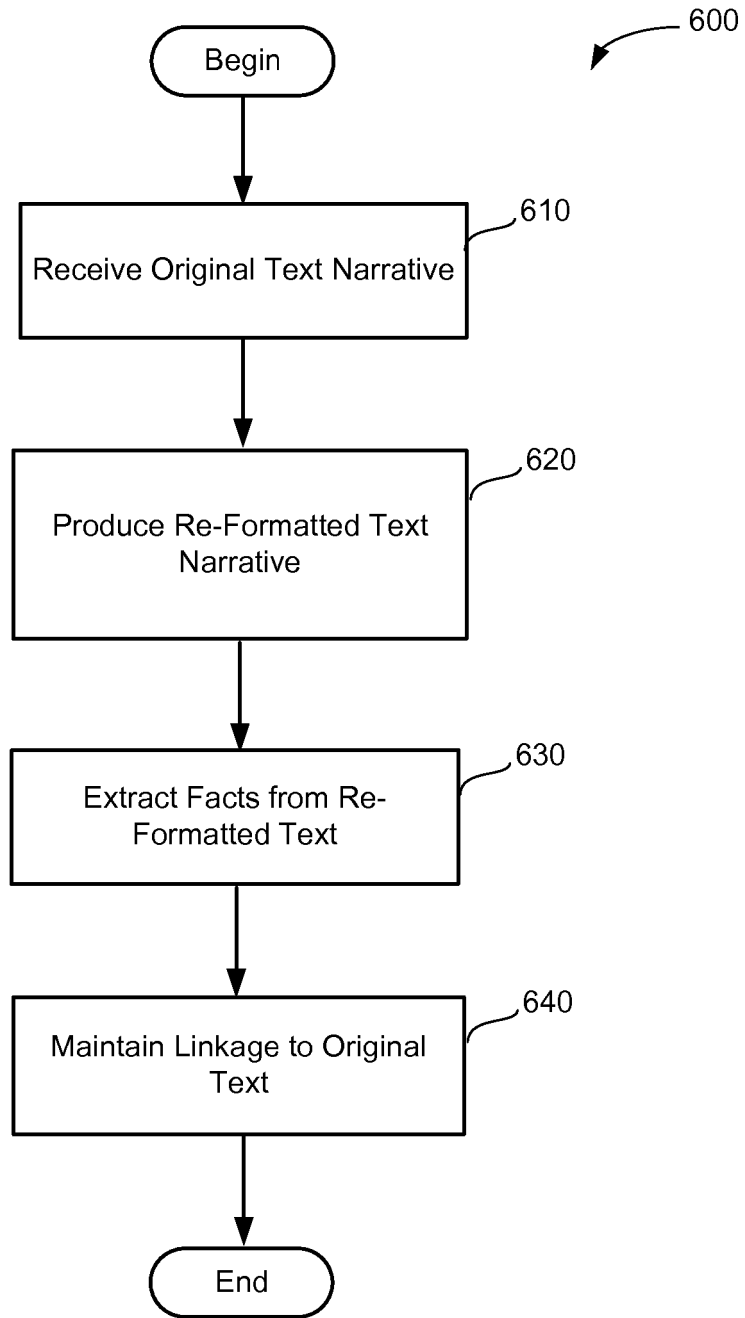 600
Begin
610
Receive Original Text Narrative
620
Produce Re-Formatted Text
Narrative
630
Extract Facts from Re-
Formatted Text
640
Maintain Linkage to Original
Text
End